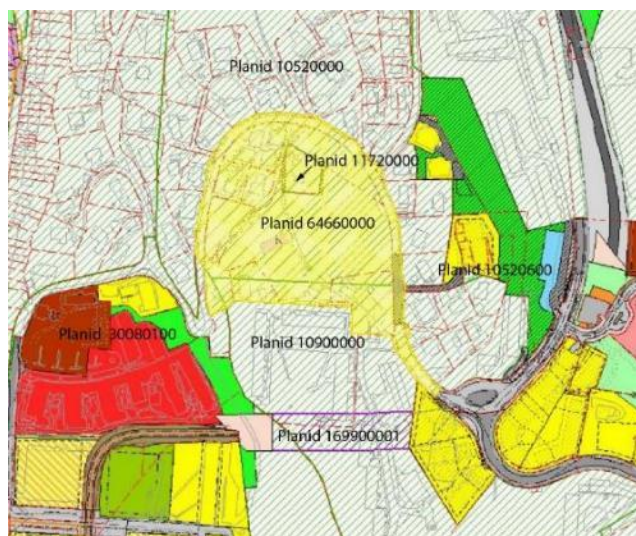 Planid 10520000
Planid 11720000
Planid 64660000
Planid 10520600
Planid 30080100
Planid 10900000
Planid 169900001